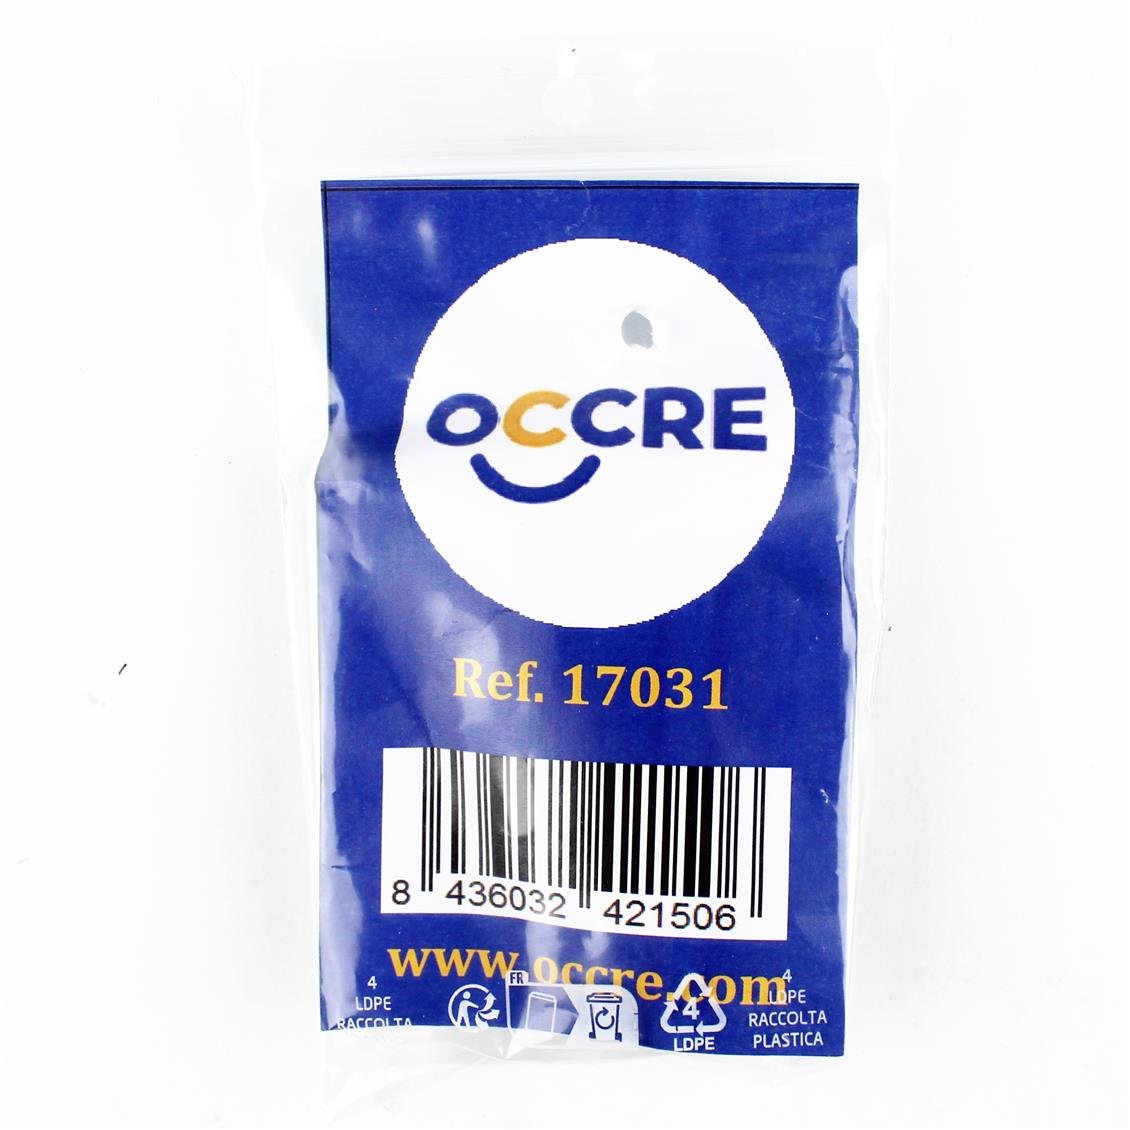 OCCRE
Ref. 17031
8 436032 421506
www.occre.com
4
LDPE
RACCOLTA
FR
4
LDPE
4
LDPE
RACCOLTA
PLASTICA